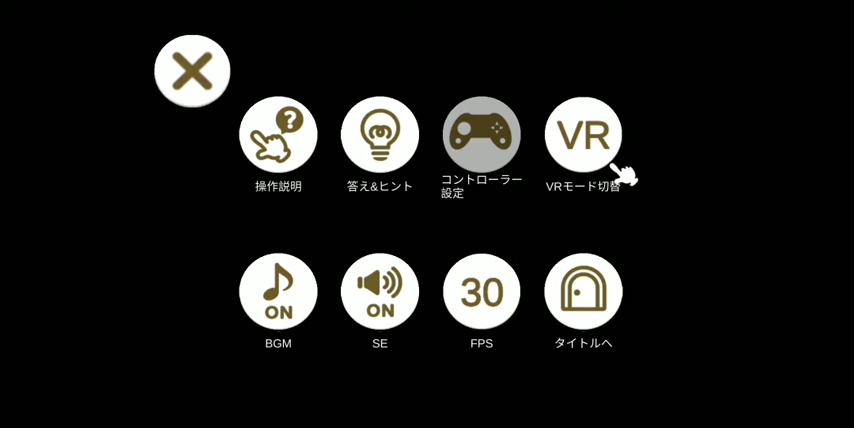 ?
VR
操作説明
答え&ヒント
コントローラー
設定
VRモード切替
ON
ON
30
BGM
SE
FPS
タイトルへ